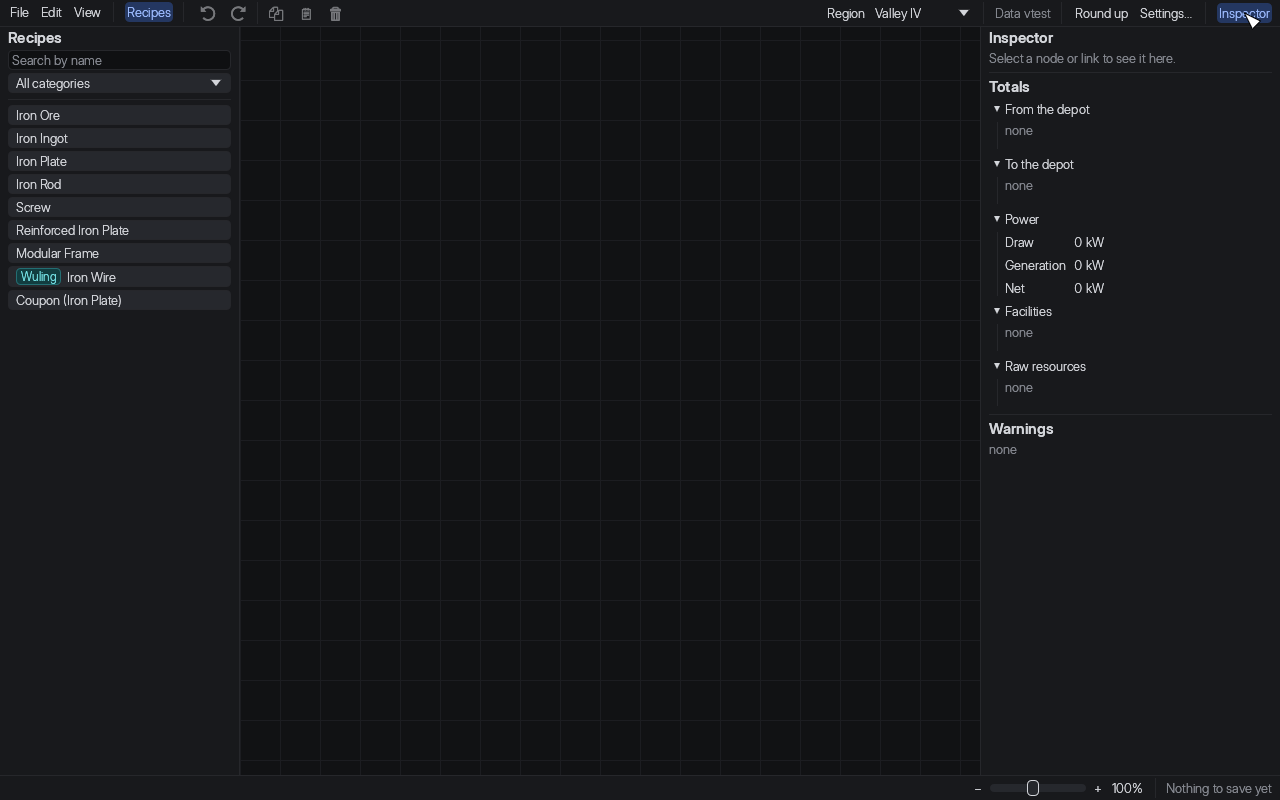 File Edit View Recipes Region Valley IV Data vtest Round up Settings... Inspector
Recipes
Search by name
All categories
Iron Ore
Iron Ingot
Iron Plate
Iron Rod
Screw
Reinforced Iron Plate
Modular Frame
Wuling Iron Wire
Coupon (Iron Plate)
Inspector
Select a node or link to see it here.
Totals
From the depot
none
To the depot
none
Power
Draw 0 kW
Generation 0 kW
Net 0 kW
Facilities
none
Raw resources
none
Warnings
none
− + 100% Nothing to save yet